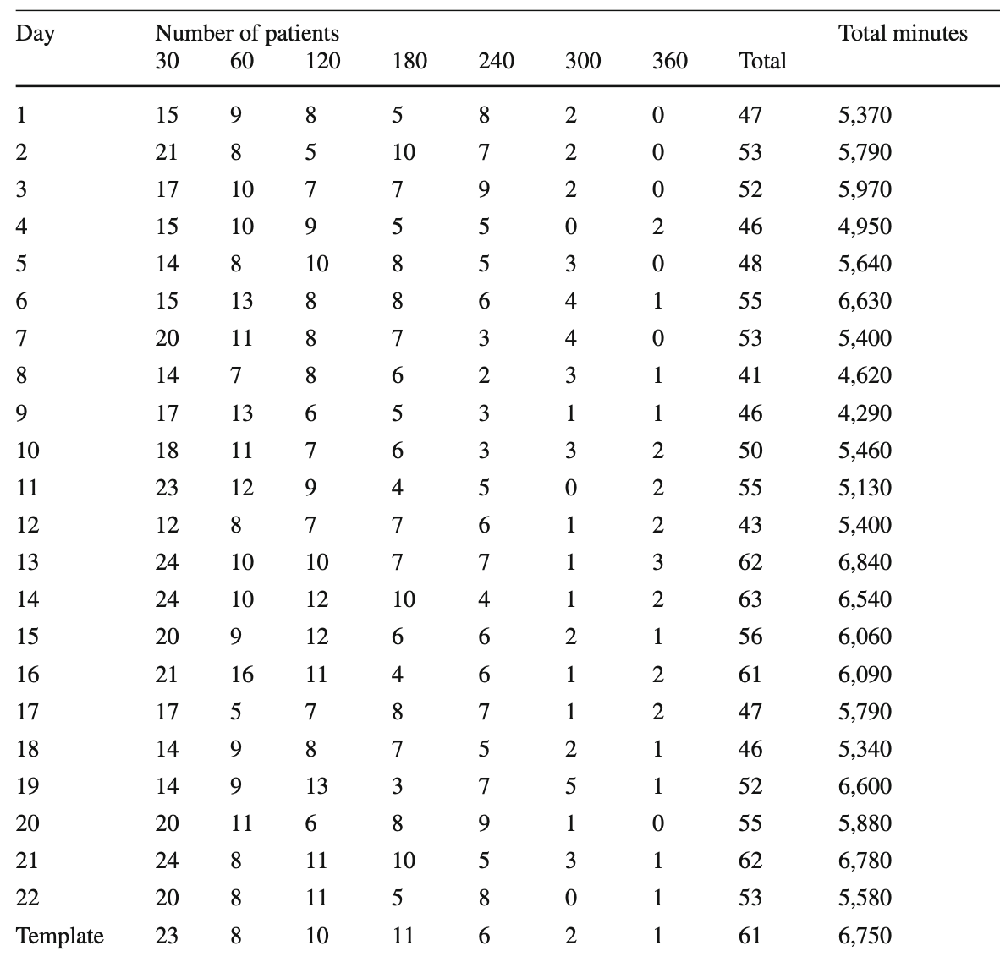 Day Number of patients Total minutes
30 60 120 180 240 300 360 Total
1 15 9 8 5 8 2 0 47 5,370
2 21 8 5 10 7 2 0 53 5,790
3 17 10 7 7 9 2 0 52 5,970
4 15 10 9 5 5 0 2 46 4,950
5 14 8 10 8 5 3 0 48 5,640
6 15 13 8 8 6 4 1 55 6,630
7 20 11 8 7 3 4 0 53 5,400
8 14 7 8 6 2 3 1 41 4,620
9 17 13 6 5 3 1 1 46 4,290
10 18 11 7 6 3 3 2 50 5,460
11 23 12 9 4 5 0 2 55 5,130
12 12 8 7 7 6 1 2 43 5,400
13 24 10 10 7 7 1 3 62 6,840
14 24 10 12 10 4 1 2 63 6,540
15 20 9 12 6 6 2 1 56 6,060
16 21 16 11 4 6 1 2 61 6,090
17 17 5 7 8 7 1 2 47 5,790
18 14 9 8 7 5 2 1 46 5,340
19 14 9 13 3 7 5 1 52 6,600
20 20 11 6 8 9 1 0 55 5,880
21 24 8 11 10 5 3 1 62 6,780
22 20 8 11 5 8 0 1 53 5,580
Template 23 8 10 11 6 2 1 61 6,750